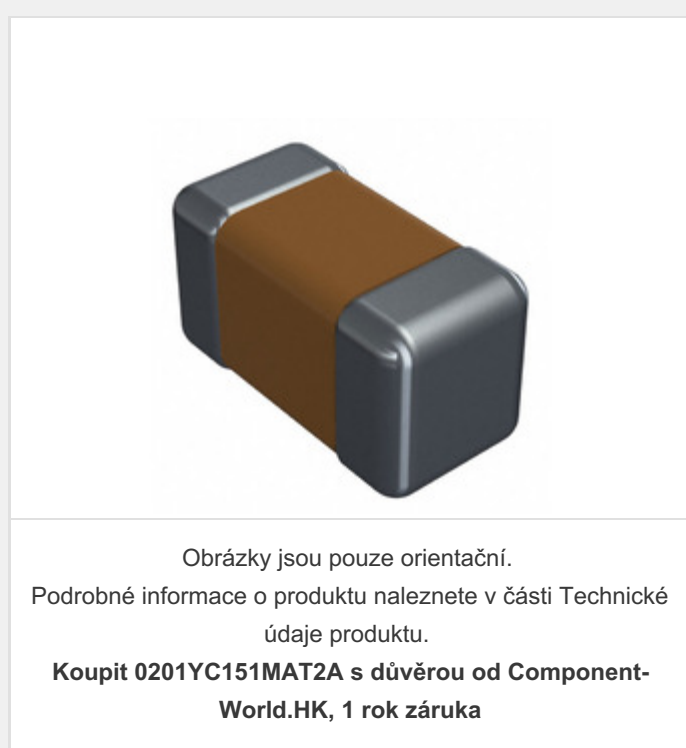 Obrázky jsou pouze orientační.
Podrobné informace o produktu naleznete v části Technické
údaje produktu.
Koupit 0201YC151MAT2A s důvěrou od Component-
World.HK, 1 rok záruka